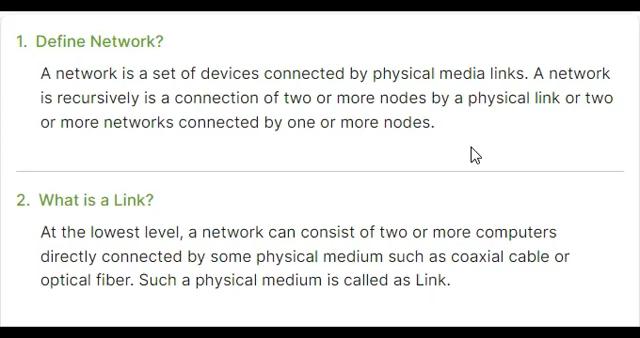 1. Define Network?
A network is a set of devices connected by physical media links. A network
is recursively is a connection of two or more nodes by a physical link or two
or more networks connected by one or more nodes.
2. What is a Link?
At the lowest level, a network can consist of two or more computers
directly connected by some physical medium such as coaxial cable or
optical fiber. Such a physical medium is called as Link.